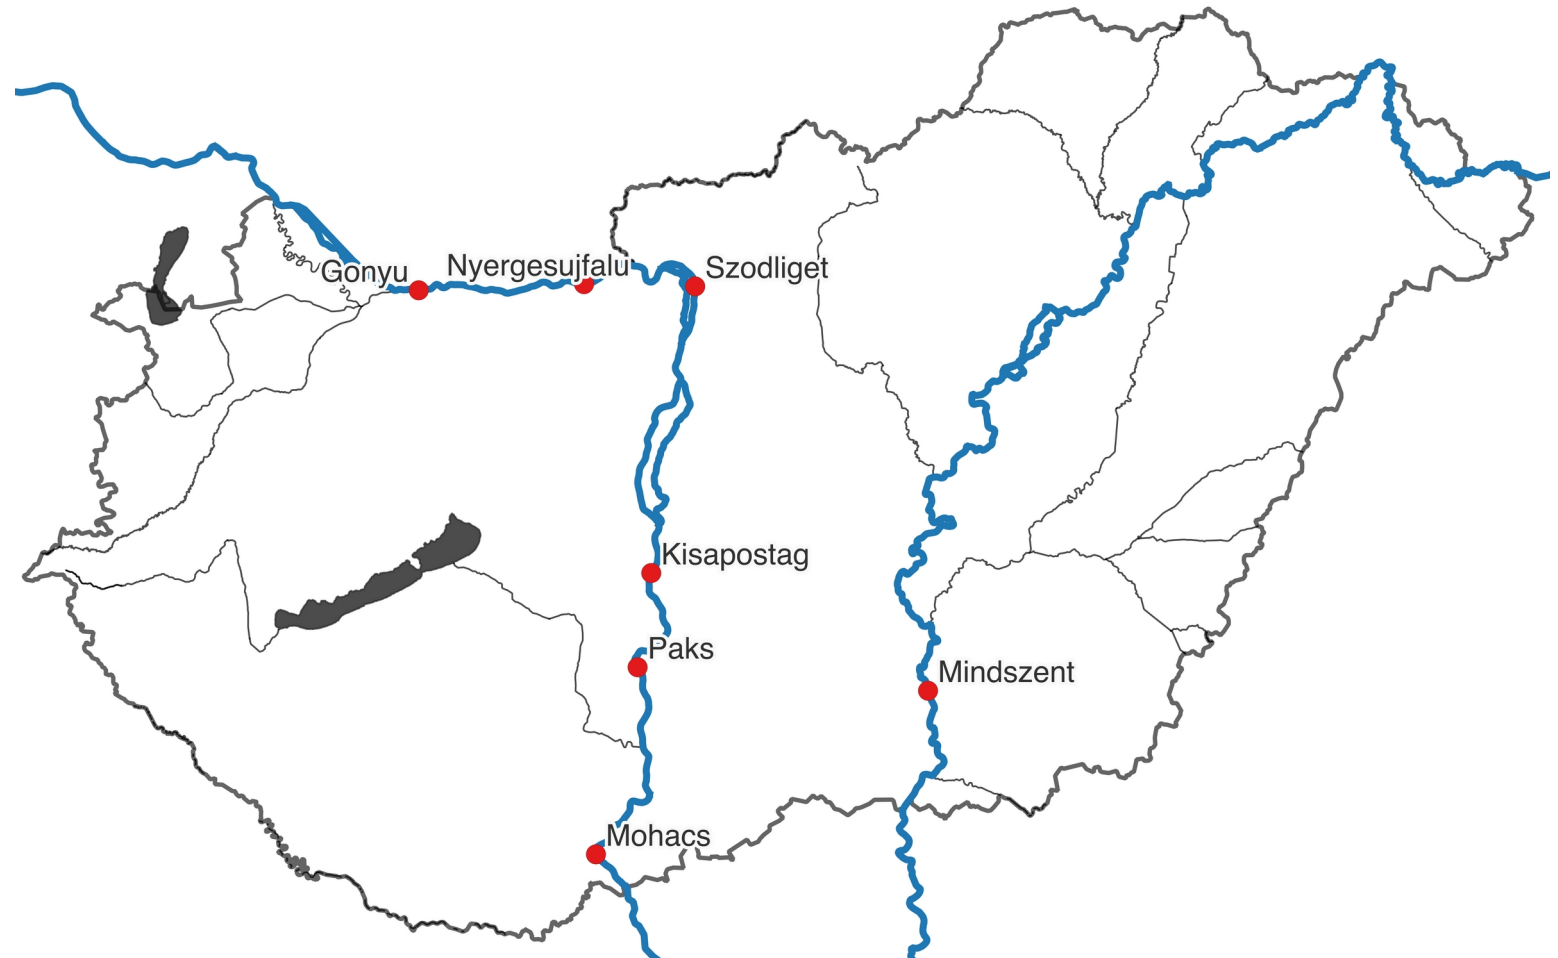 Gonyu
Nyergesujfalu
Szodliget
Kisapostag
Paks
Mindszent
Mohacs